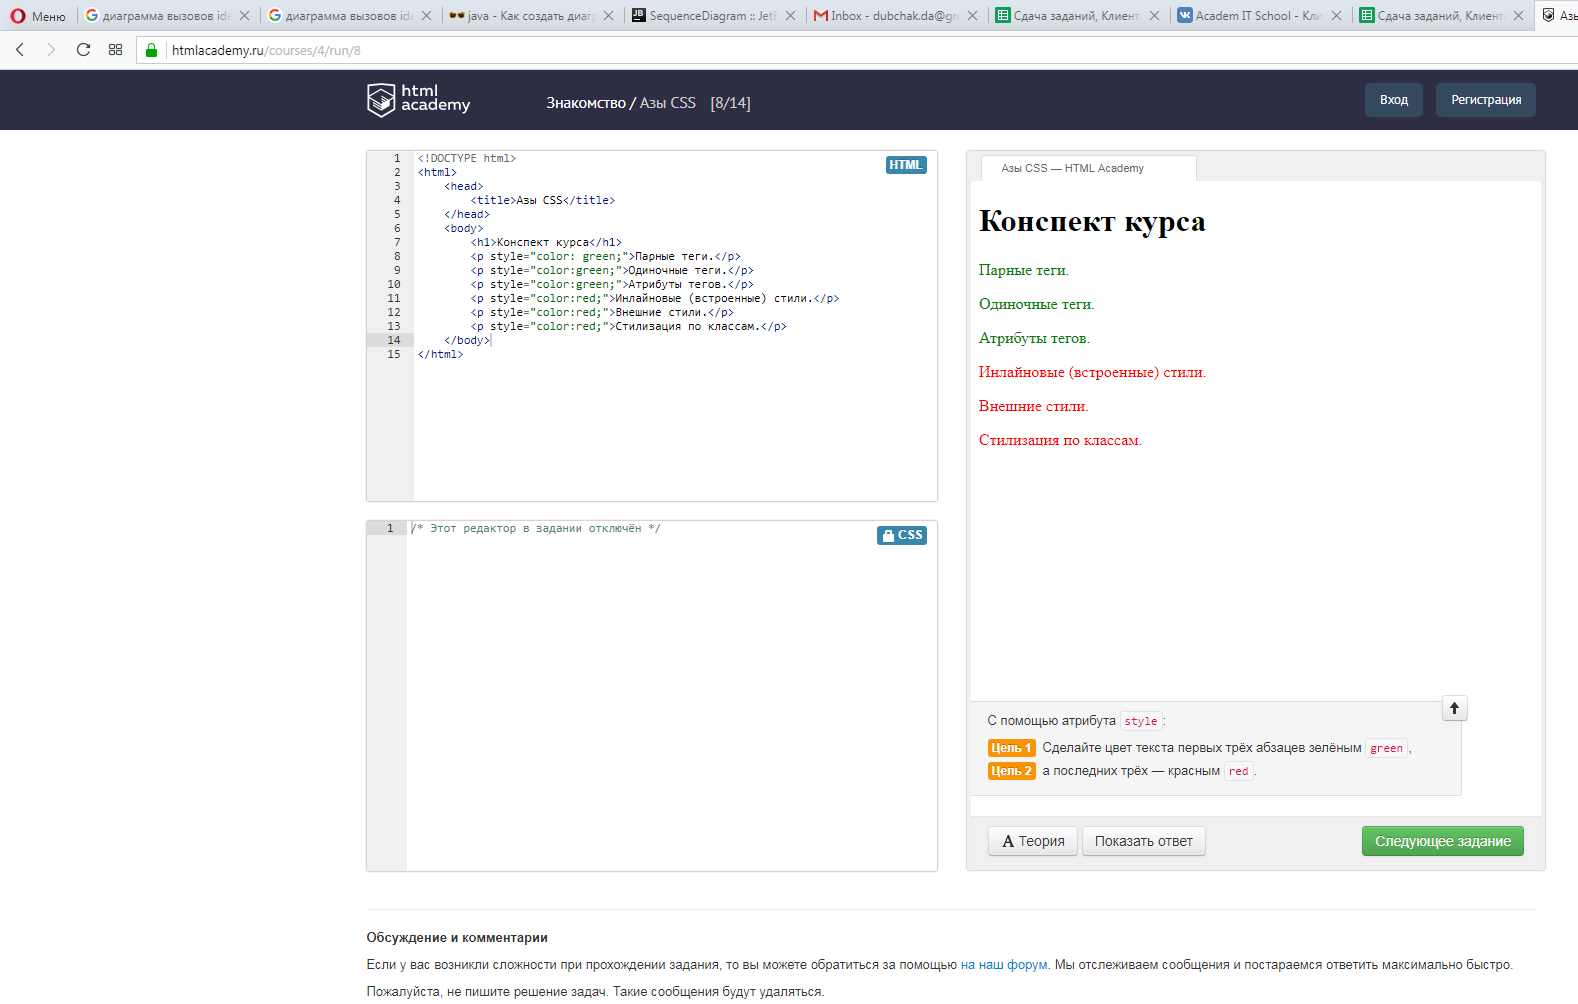 Меню
диаграмма вызовов ide
диаграмма вызовов ide
java - Как создать диагр
SequenceDiagram :: JetB
Inbox - dubchak.da@gm
Сдача заданий, Клиент
Academ IT School - Кли
Сдача заданий, Клиент
Азы
htmlacademy.ru/courses/4/run/8
html
academy
Знакомство / Азы CSS [8/14]
Вход
Регистрация
HTML
1 <!DOCTYPE html>
2 <html>
3 <head>
4 <title>Азы CSS</title>
5 </head>
6 <body>
7 <h1>Конспект курса</h1>
8 <p style="color: green;">Парные теги.</p>
9 <p style="color:green;">Одиночные теги.</p>
10 <p style="color:green;">Атрибуты тегов.</p>
11 <p style="color:red;">Инлайновые (встроенные) стили.</p>
12 <p style="color:red;">Внешние стили.</p>
13 <p style="color:red;">Стилизация по классам.</p>
14 </body>
15 </html>
1 /* Этот редактор в задании отключён */
CSS
Азы CSS — HTML Academy
Конспект курса
Парные теги.
Одиночные теги.
Атрибуты тегов.
Инлайновые (встроенные) стили.
Внешние стили.
Стилизация по классам.
С помощью атрибута style:
Цель 1 Сделайте цвет текста первых трёх абзацев зелёным green,
Цель 2 а последних трёх — красным red.
A Теория
Показать ответ
Следующее задание
Обсуждение и комментарии
Если у вас возникли сложности при прохождении задания, то вы можете обратиться за помощью на наш форум. Мы отслеживаем сообщения и постараемся ответить максимально быстро.
Пожалуйста, не пишите решение задач. Такие сообщения будут удаляться.